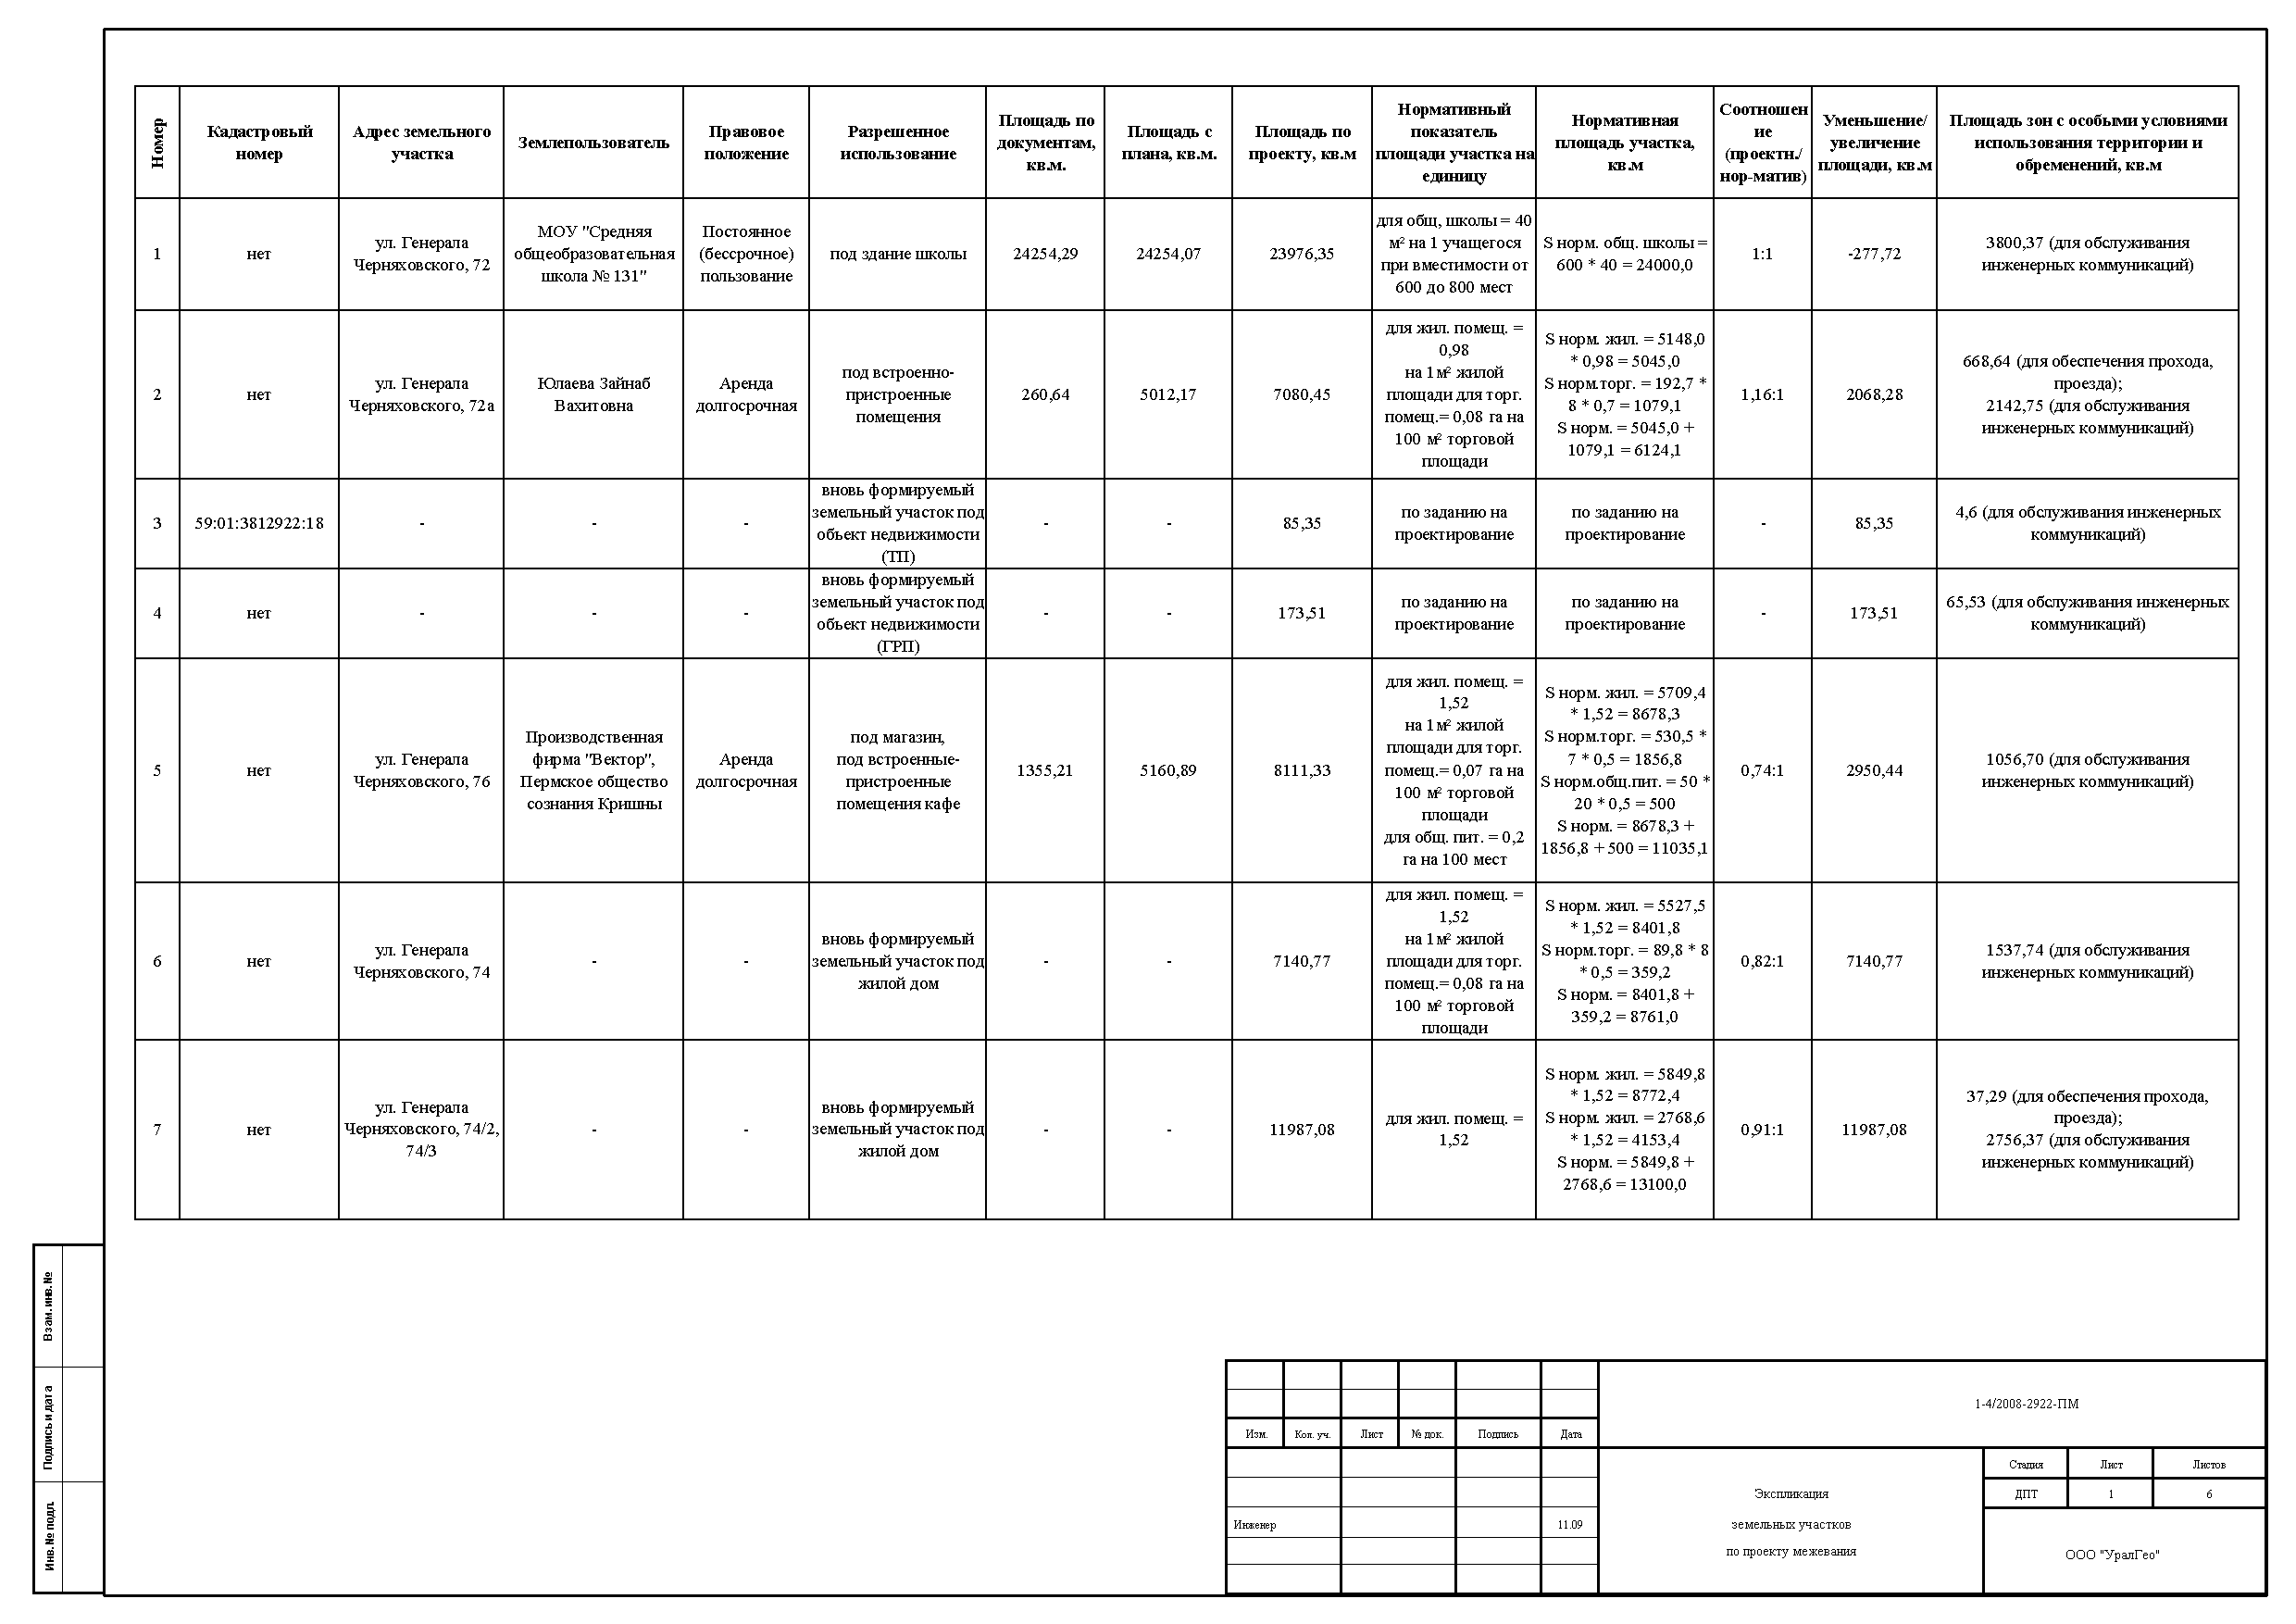 Номер
Кадастровый
номер
Адрес земельного
участка
Землепользователь
Правовое
положение
Разрешенное
использование
Площадь по
документам,
кв.м.
Площадь с
плана, кв.м.
Площадь по
проекту, кв.м
Нормативный
показатель
площади участка на
единицу
Нормативная
площадь участка,
кв.м
Соотношен
ие
(проектн./
нор-матив)
Уменьшение/
увеличение
площади, кв.м
Площадь зон с особыми условиями
использования территории и
обременений, кв.м
1
нет
ул. Генерала
Черняховского, 72
МОУ "Средняя
общеобразовательная
школа № 131"
Постоянное
(бессрочное)
пользование
под здание школы
24254,29
24254,07
23976,35
для общ, школы = 40
м² на 1 учащегося
при вместимости от
600 до 800 мест
S норм. общ. школы =
600 * 40 = 24000,0
1:1
-277,72
3800,37 (для обслуживания
инженерных коммуникаций)
2
нет
ул. Генерала
Черняховского, 72а
Юлаева Зайнаб
Вахитовна
Аренда
долгосрочная
под встроенно-
пристроенные
помещения
260,64
5012,17
7080,45
для жил. помещ. =
0,98
на 1м² жилой
площади для торг.
помещ.= 0,08 га на
100 м² торговой
площади
S норм. жил. = 5148,0
* 0,98 = 5045,0
S норм.торг. = 192,7 *
8 * 0,7 = 1079,1
S норм. = 5045,0 +
1079,1 = 6124,1
1,16:1
2068,28
668,64 (для обеспечения прохода,
проезда);
2142,75 (для обслуживания
инженерных коммуникаций)
3
59:01:3812922:18
-
-
-
вновь формируемый
земельный участок под
объект недвижимости
(ТП)
-
-
85,35
по заданию на
проектирование
по заданию на
проектирование
-
85,35
4,6 (для обслуживания инженерных
коммуникаций)
4
нет
-
-
-
вновь формируемый
земельный участок под
объект недвижимости
(ГРП)
-
-
173,51
по заданию на
проектирование
по заданию на
проектирование
-
173,51
65,53 (для обслуживания инженерных
коммуникаций)
5
нет
ул. Генерала
Черняховского, 76
Производственная
фирма "Вектор",
Пермское общество
сознания Кришны
Аренда
долгосрочная
под магазин,
под встроенные-
пристроенные
помещения кафе
1355,21
5160,89
8111,33
для жил. помещ. =
1,52
на 1м² жилой
площади для торг.
помещ.= 0,07 га на
100 м² торговой
площади
для общ. пит. = 0,2
га на 100 мест
S норм. жил. = 5709,4
* 1,52 = 8678,3
S норм.торг. = 530,5 *
7 * 0,5 = 1856,8
S норм.общ.пит. = 50 *
20 * 0,5 = 500
S норм. = 8678,3 +
1856,8 + 500 = 11035,1
0,74:1
2950,44
1056,70 (для обслуживания
инженерных коммуникаций)
6
нет
ул. Генерала
Черняховского, 74
-
-
вновь формируемый
земельный участок под
жилой дом
-
-
7140,77
для жил. помещ. =
1,52
на 1м² жилой
площади для торг.
помещ.= 0,08 га на
100 м² торговой
площади
S норм. жил. = 5527,5
* 1,52 = 8401,8
S норм.торг. = 89,8 * 8
* 0,5 = 359,2
S норм. = 8401,8 +
359,2 = 8761,0
0,82:1
7140,77
1537,74 (для обслуживания
инженерных коммуникаций)
7
нет
ул. Генерала
Черняховского, 74/2,
74/3
-
-
вновь формируемый
земельный участок под
жилой дом
-
-
11987,08
для жил. помещ. =
1,52
S норм. жил. = 5849,8
* 1,52 = 8772,4
S норм. жил. = 2768,6
* 1,52 = 4153,4
S норм. = 5849,8 +
2768,6 = 13100,0
0,91:1
11987,08
37,29 (для обеспечения прохода,
проезда);
2756,37 (для обслуживания
инженерных коммуникаций)
Взам. инв. №
Подпись и дата
Инв. № подл.
1-4/2008-2922-ПМ
Изм.
Кол. уч.
Лист
№ док.
Подпись
Дата
Стадия
Лист
Листов
Экспликация
земельных участков
по проекту межевания
ДПТ
1
6
Инженер
11.09
ООО "УралГео"